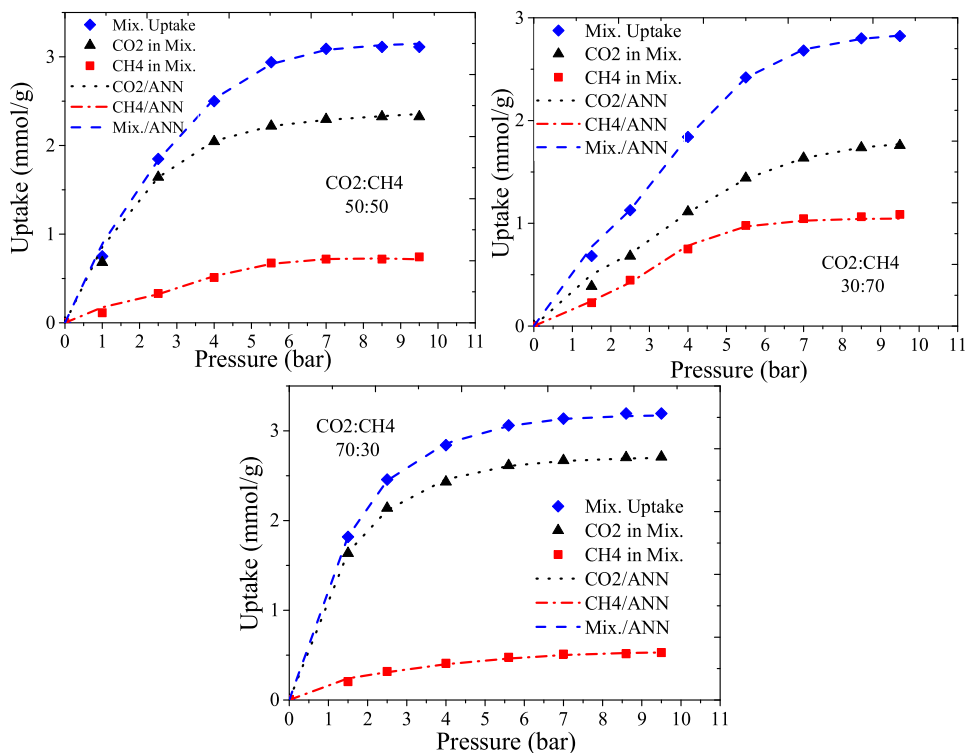 Mix. Uptake
CO2 in Mix.
CH4 in Mix.
CO2/ANN
CH4/ANN
Mix./ANN
CO2:CH4
50:50
Uptake (mmol/g)
0
1
2
3
0 1 2 3 4 5 6 7 8 9 10 11
Pressure (bar)
Mix. Uptake
CO2 in Mix.
CH4 in Mix.
CO2/ANN
CH4/ANN
Mix./ANN
CO2:CH4
30:70
Uptake (mmol/g)
0
1
2
3
0 1 2 3 4 5 6 7 8 9 10 11
Pressure (bar)
CO2:CH4
70:30
Mix. Uptake
CO2 in Mix.
CH4 in Mix.
CO2/ANN
CH4/ANN
Mix./ANN
Uptake (mmol/g)
0
1
2
3
0 1 2 3 4 5 6 7 8 9 10 11
Pressure (bar)